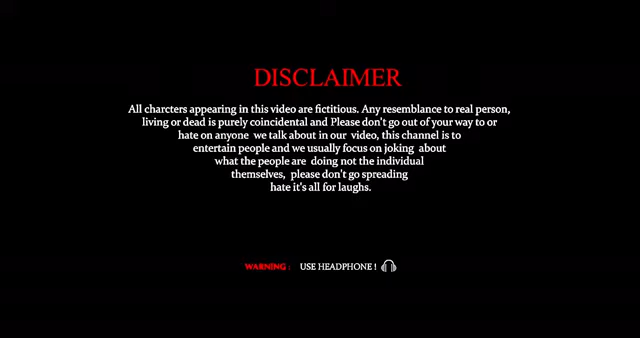 DISCLAIMER
All charcters appearing in this video are fictitious. Any resemblance to real person,
living or dead is purely coincidental and Please don't go out of your way to or
hate on anyone we talk about in our video, this channel is to
entertain people and we usually focus on joking about
what the people are doing not the individual
themselves, please don't go spreading
hate it's all for laughs.
WARNING : USE HEADPHONE !